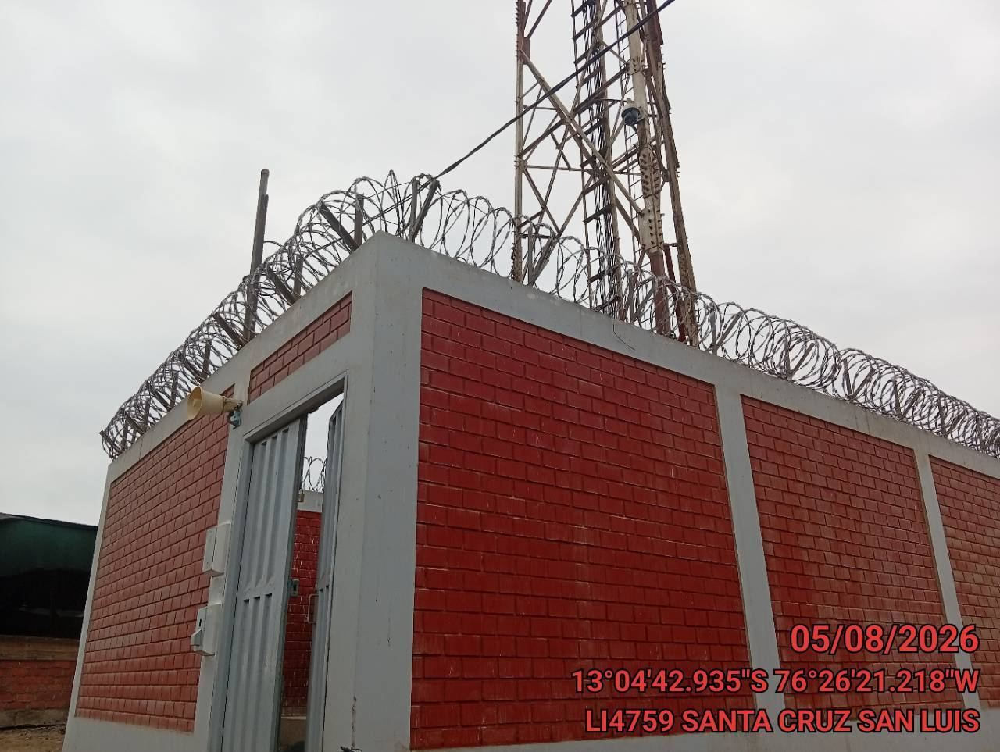 05/08/2026
13°04'42.935"S 76°26'21.218"W
LI4759 SANTA CRUZ SAN LUIS